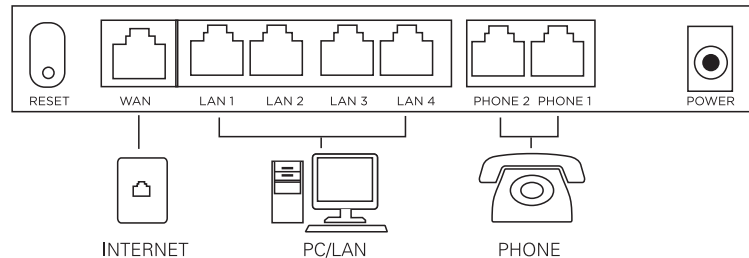 RESET WAN LAN 1 LAN 2 LAN 3 LAN 4 PHONE 2 PHONE 1 POWER
INTERNET PC/LAN PHONE